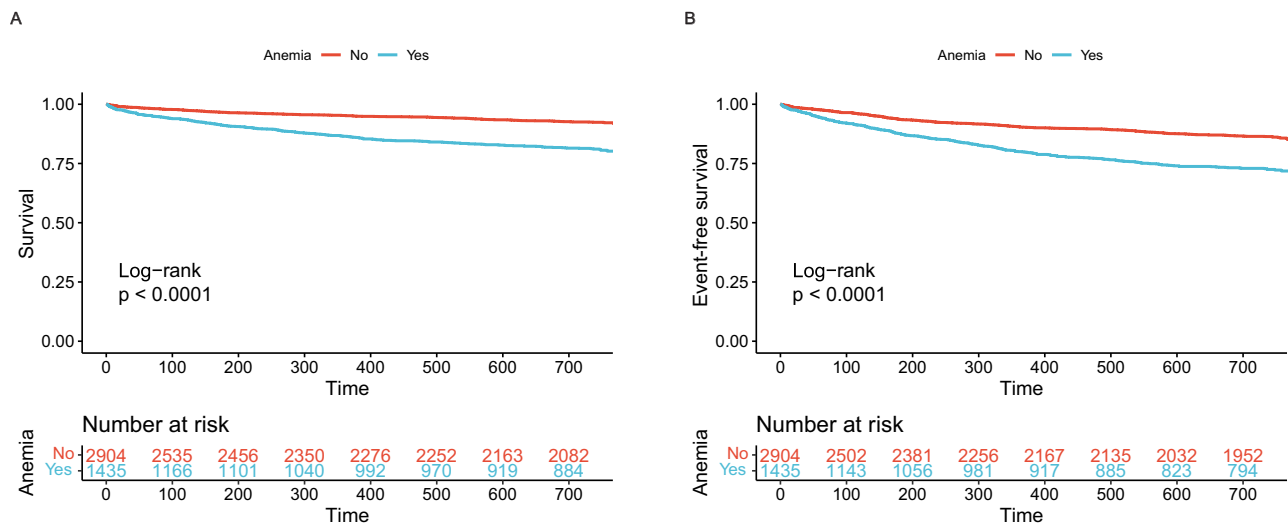 A
Anemia No Yes
1.00
0.75
0.50
0.25
0.00
Survival
Log−rank
p < 0.0001
0 100 200 300 400 500 600 700
Time
Number at risk
Anemia
No 2904 2535 2456 2350 2276 2252 2163 2082
Yes 1435 1166 1101 1040 992 970 919 884
0 100 200 300 400 500 600 700
Time
B
Anemia No Yes
1.00
0.75
0.50
0.25
0.00
Event-free survival
Log−rank
p < 0.0001
0 100 200 300 400 500 600 700
Time
Number at risk
Anemia
No 2904 2502 2381 2256 2167 2135 2032 1952
Yes 1435 1143 1056 981 917 885 823 794
0 100 200 300 400 500 600 700
Time